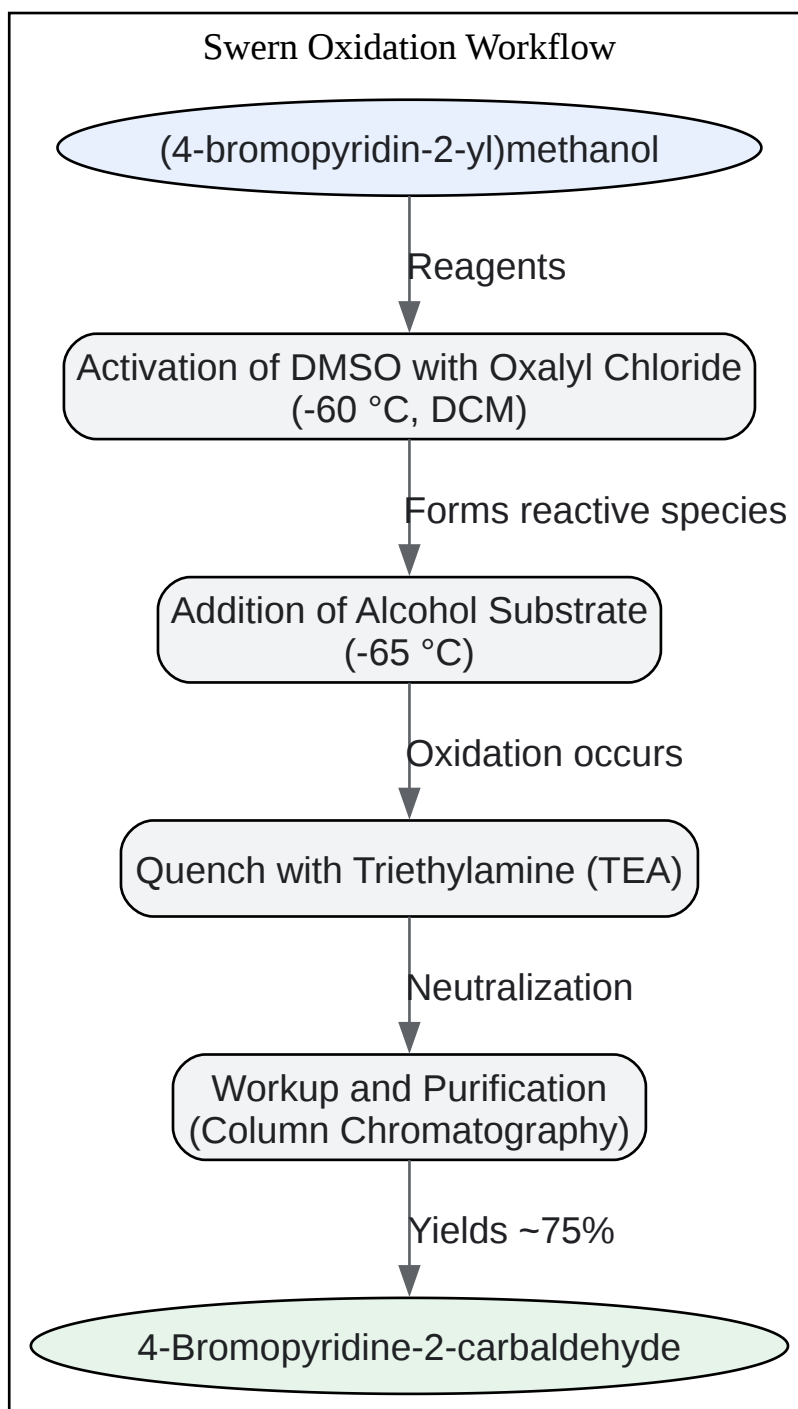 Swern Oxidation Workflow
(4-bromopyridin-2-yl)methanol
Reagents
Activation of DMSO with Oxalyl Chloride
(-60 °C, DCM)
Forms reactive species
Addition of Alcohol Substrate
(-65 °C)
Oxidation occurs
Quench with Triethylamine (TEA)
Neutralization
Workup and Purification
(Column Chromatography)
Yields ~75%
4-Bromopyridine-2-carbaldehyde